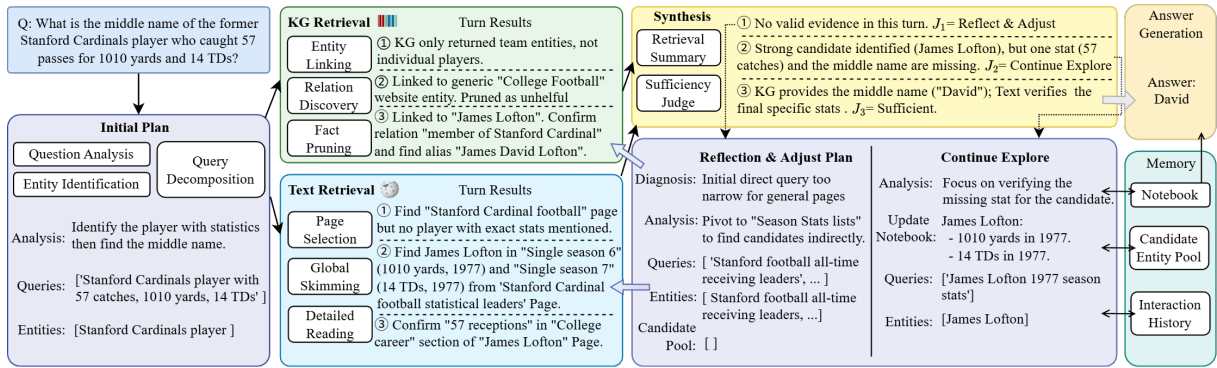 Q: What is the middle name of the former
Stanford Cardinals player who caught 57
passes for 1010 yards and 14 TDs?
Initial Plan
Question Analysis
Entity Identification
Query
Decomposition
Analysis:
Identify the player with statistics
then find the middle name.
Queries:
['Stanford Cardinals player with
57 catches, 1010 yards, 14 TDs' ]
Entities:
[Stanford Cardinals player ]
KG Retrieval
Turn Results
Entity
Linking
Relation
Discovery
Fact
Pruning
① KG only returned team entities, not
individual players.
② Linked to generic "College Football"
website entity. Pruned as unhelful
③ Linked to "James Lofton". Confirm
relation "member of Stanford Cardinal"
and find alias "James David Lofton".
Text Retrieval
Turn Results
Page
Selection
Global
Skimming
Detailed
Reading
① Find "Stanford Cardinal football" page
but no player with exact stats mentioned.
② Find James Lofton in "Single season 6"
(1010 yards, 1977) and "Single season 7"
(14 TDs, 1977) from 'Stanford Cardinal
football statistical leaders' Page.
③ Confirm "57 receptions" in "College
career" section of "James Lofton" Page.
Synthesis
Retrieval
Summary
Sufficiency
Judge
① No valid evidence in this turn. J1= Reflect & Adjust
② Strong candidate identified (James Lofton), but one stat (57
catches) and the middle name are missing. J2= Continue Explore
③ KG provides the middle name ("David"); Text verifies the
final specific stats . J3= Sufficient.
Reflection & Adjust Plan
Diagnosis:
Initial direct query too
narrow for general pages
Analysis:
Pivot to "Season Stats lists"
to find candidates indirectly.
Queries:
[ 'Stanford football all-time
receiving leaders', ... ]
Entities:
[ Stanford football all-time
receiving leaders, ...]
Candidate
Pool:
[ ]
Continue Explore
Analysis:
Focus on verifying the
missing stat for the candidate.
Update
Notebook:
James Lofton:
- 1010 yards in 1977.
- 14 TDs in 1977.
Queries:
['James Lofton 1977 season
stats']
Entities:
[James Lofton]
Answer
Generation
Answer:
David
Memory
Notebook
Candidate
Entity Pool
Interaction
History